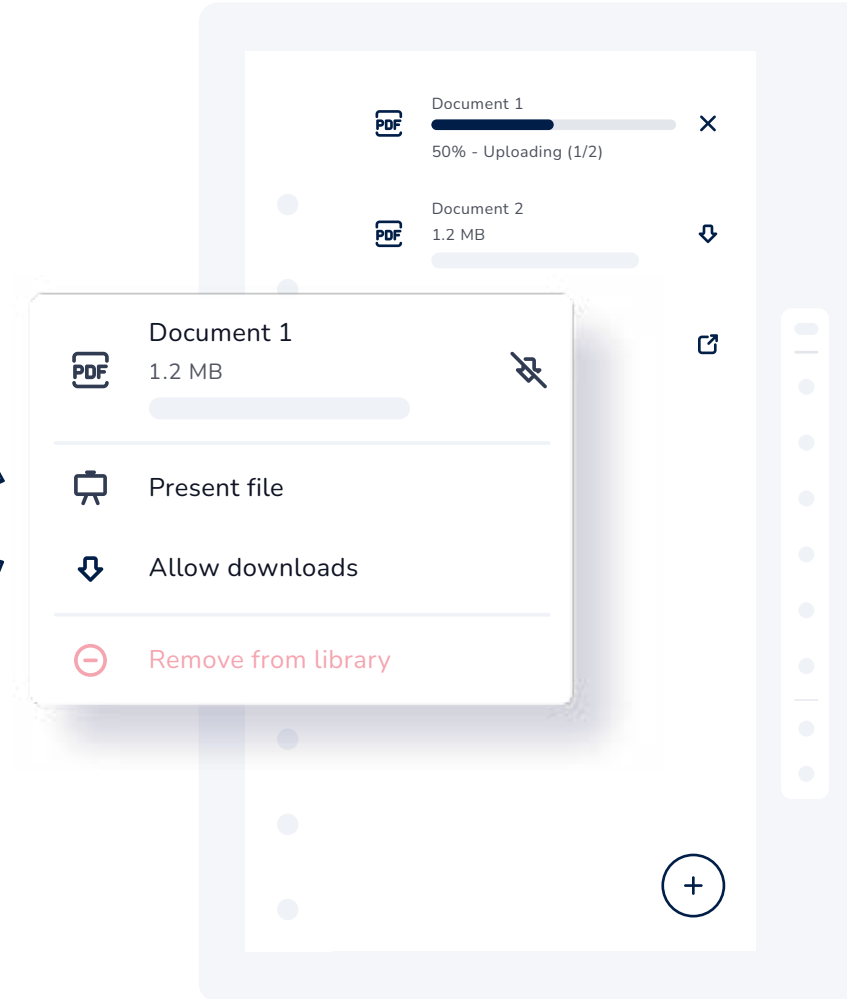 Document 1
PDF
50% - Uploading (1/2)
Document 2
PDF
1.2 MB
Document 1
PDF
1.2 MB
Present file
Allow downloads
Remove from library